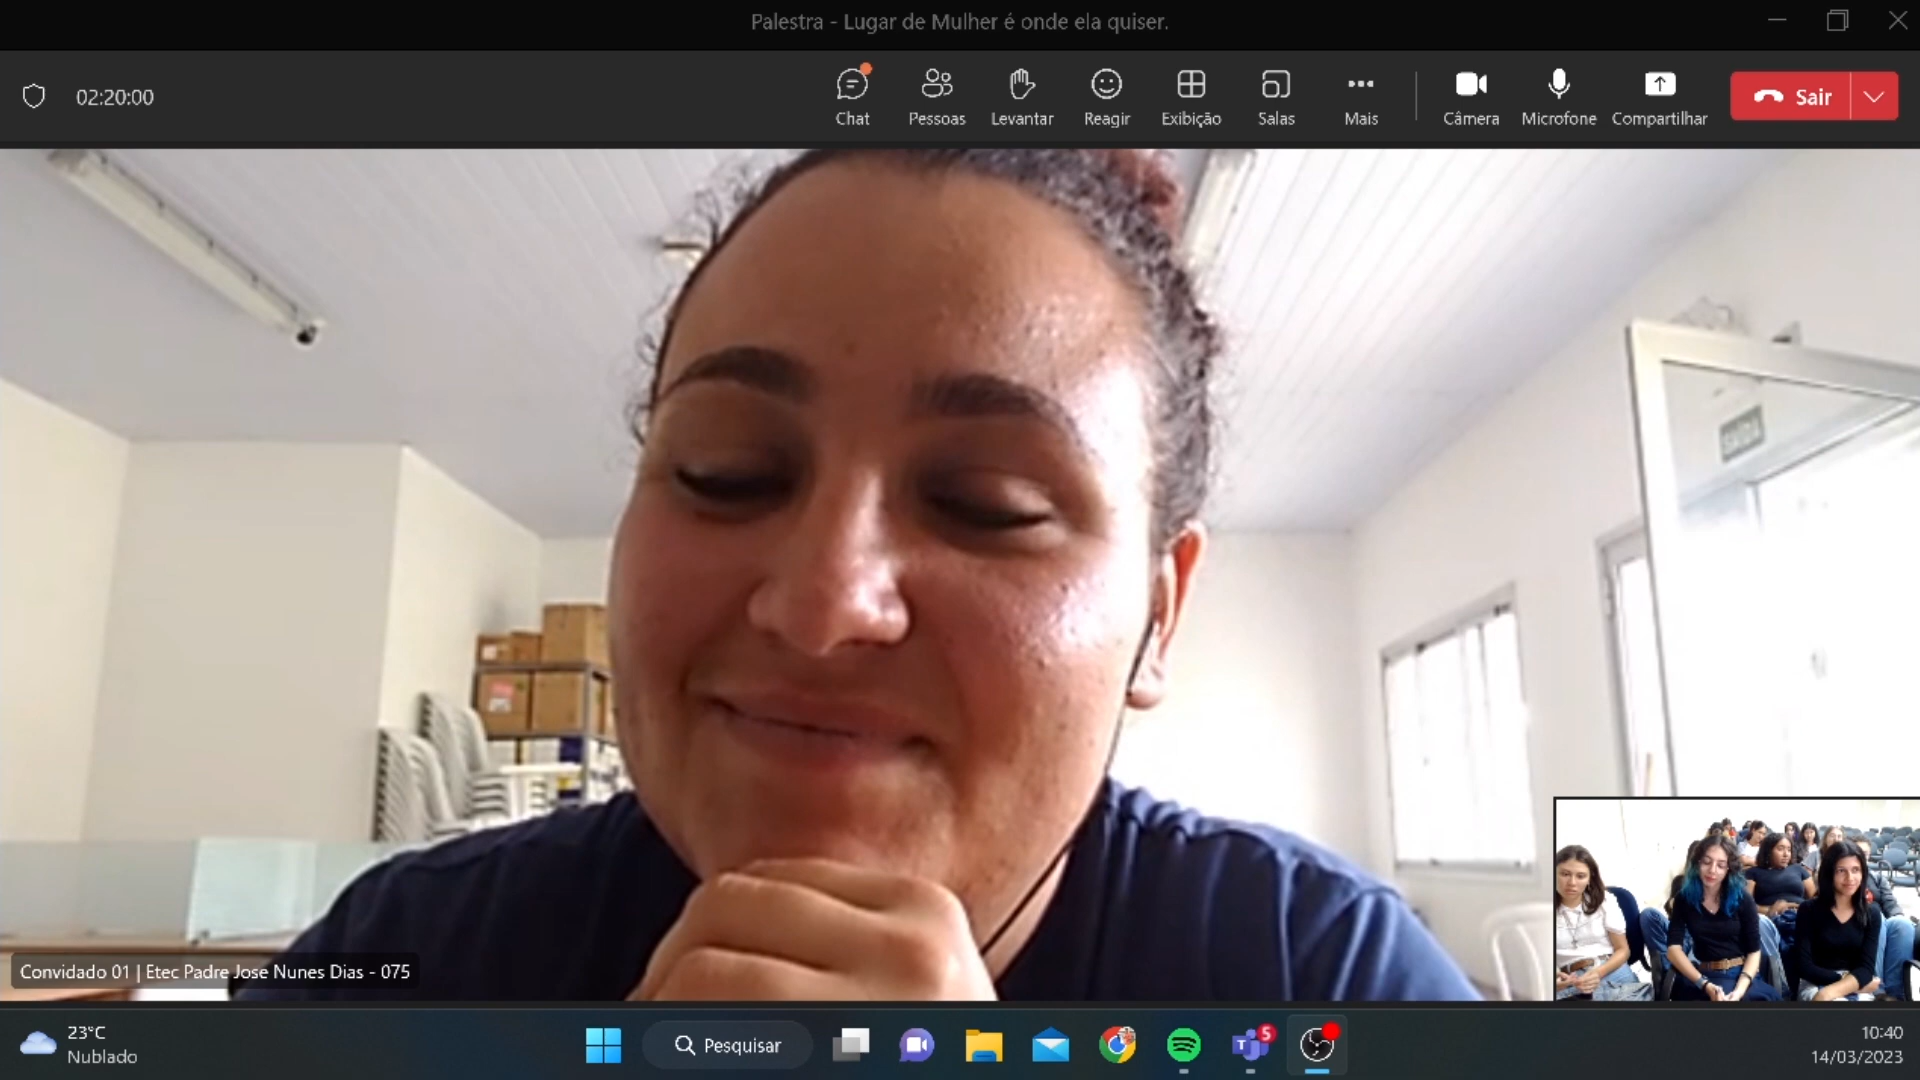 Palestra - Lugar de Mulher é onde ela quiser.
02:20:00
Chat Pessoas Levantar Reagir Exibição Salas Mais Câmera Microfone Compartilhar Sair
SAÍDA
Convidado 01 | Etec Padre Jose Nunes Dias - 075
23°C
Nublado
Pesquisar
T
5
10:40
14/03/2023